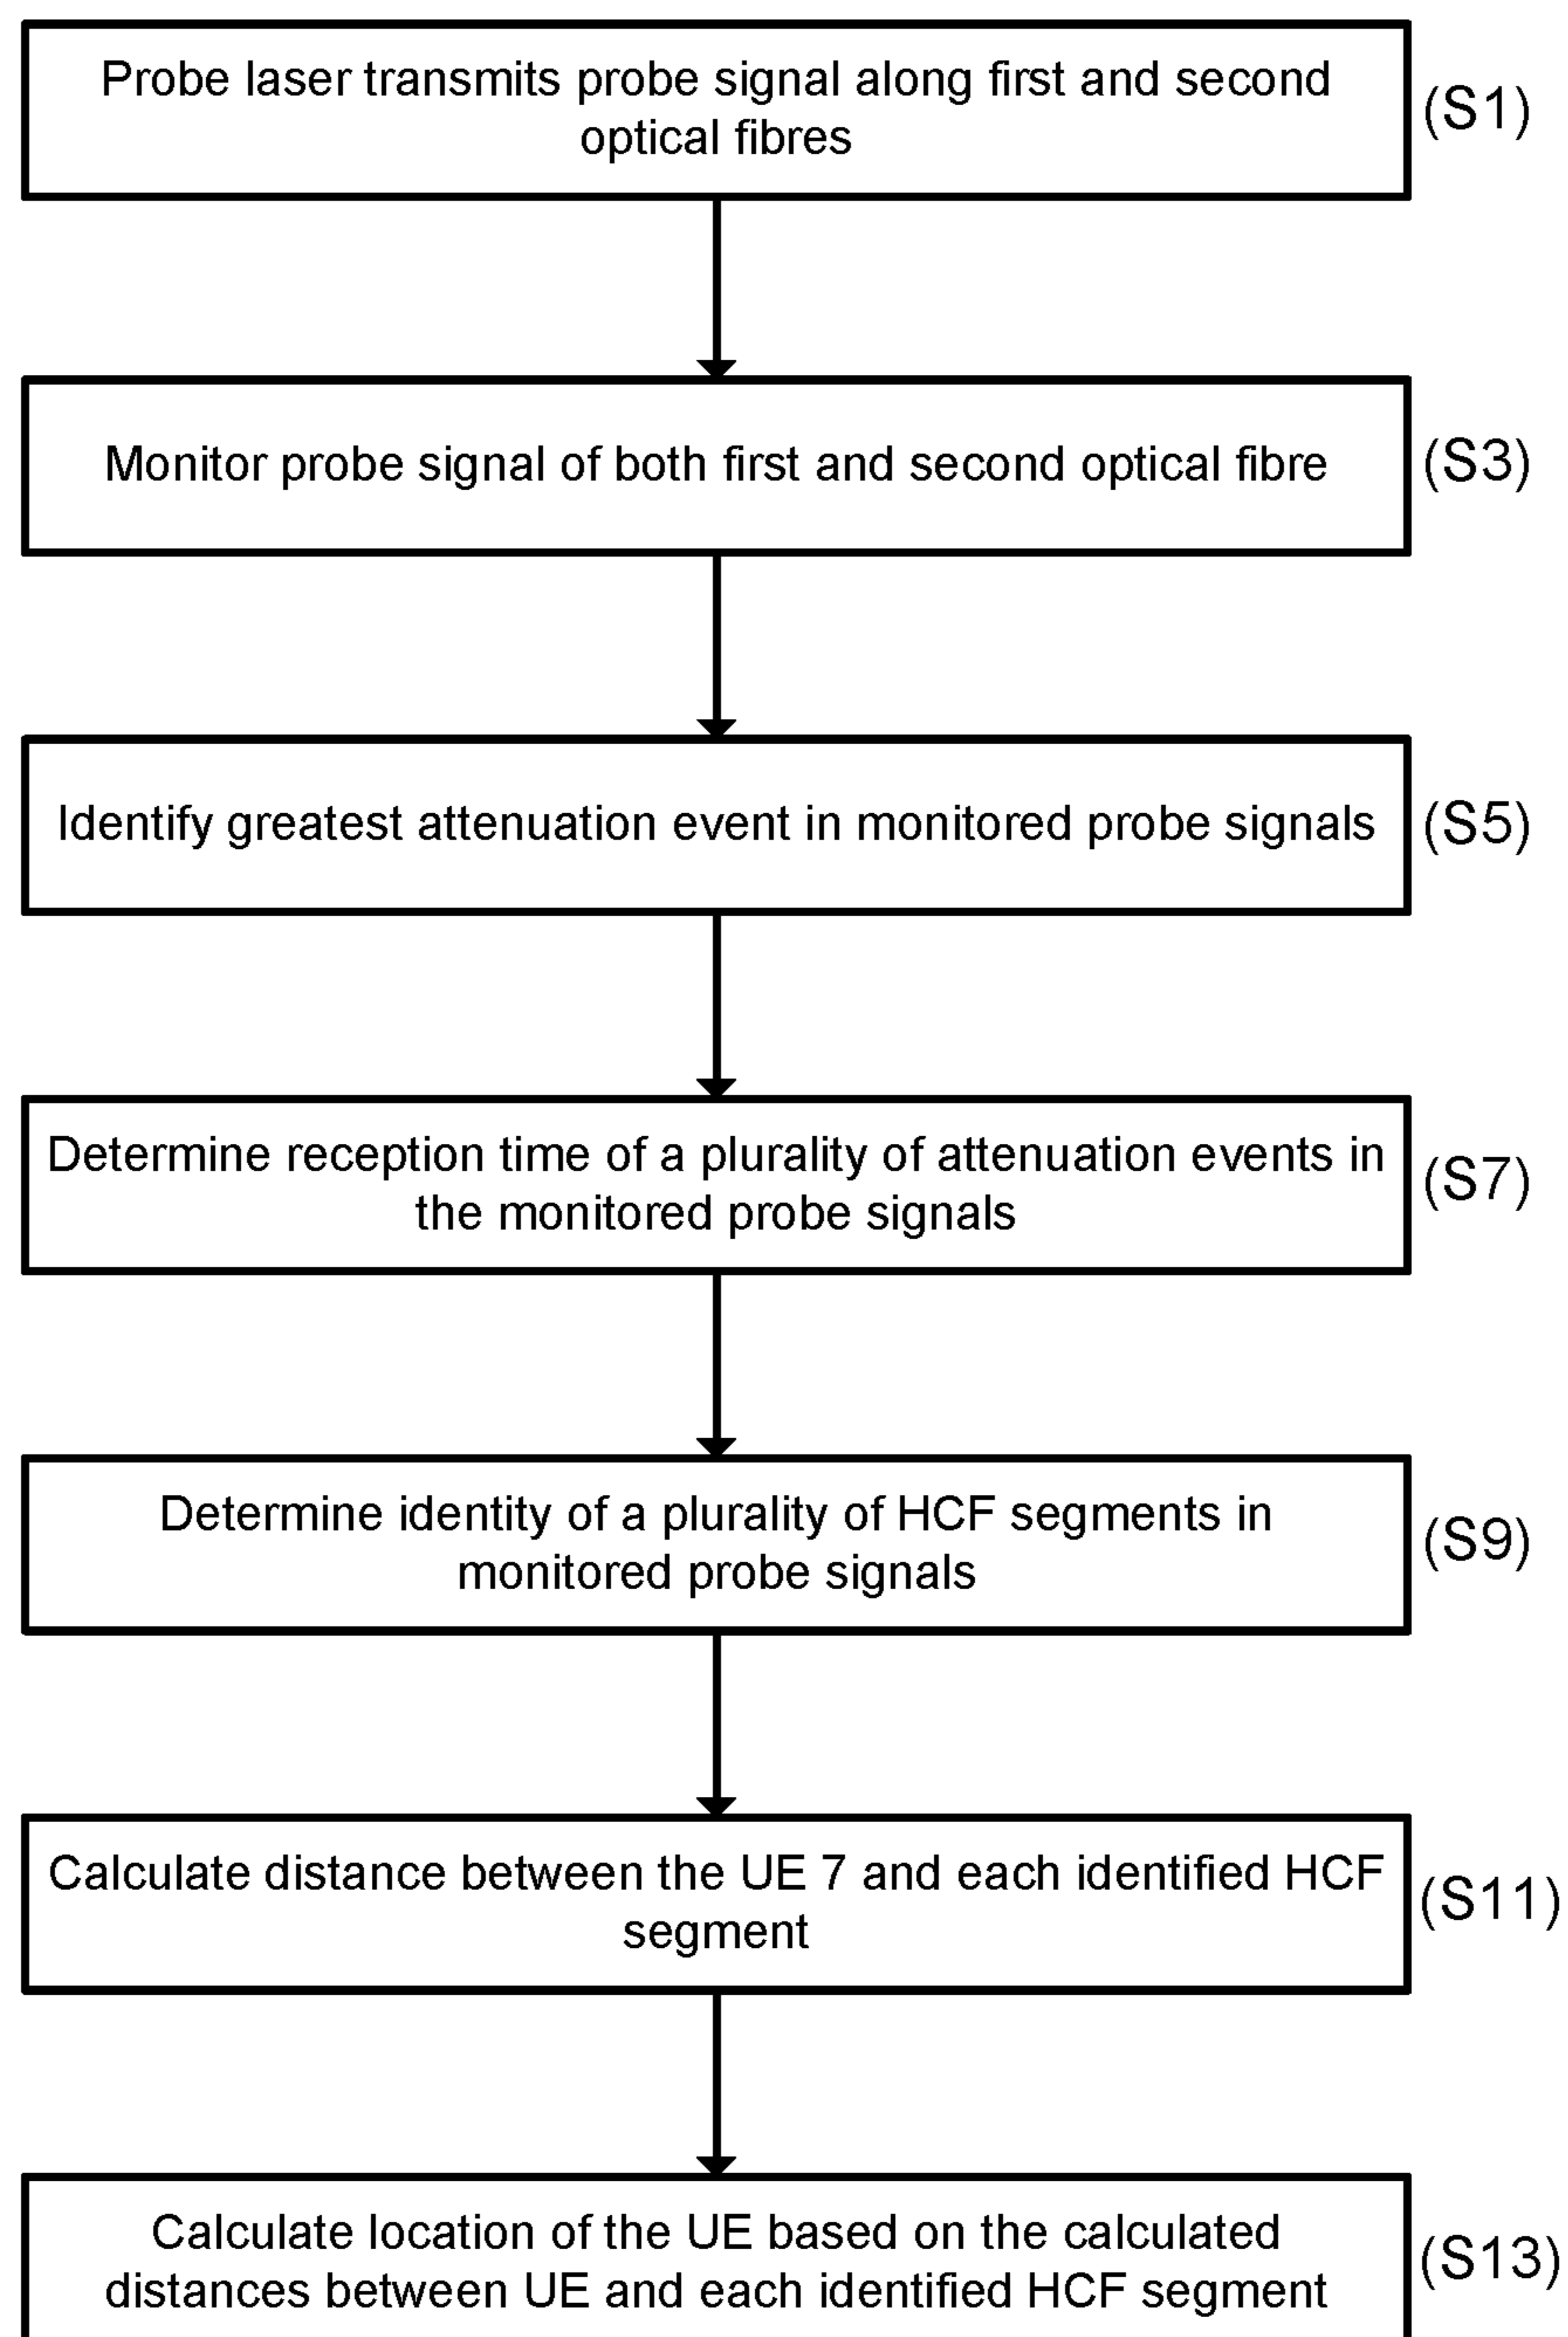 Probe laser transmits probe signal along first and second
optical fibres
(S1)
Monitor probe signal of both first and second optical fibre
(S3)
Identify greatest attenuation event in monitored probe signals
(S5)
Determine reception time of a plurality of attenuation events in
the monitored probe signals
(S7)
Determine identity of a plurality of HCF segments in
monitored probe signals
(S9)
Calculate distance between the UE 7 and each identified HCF
segment
(S11)
Calculate location of the UE based on the calculated
distances between UE and each identified HCF segment
(S13)